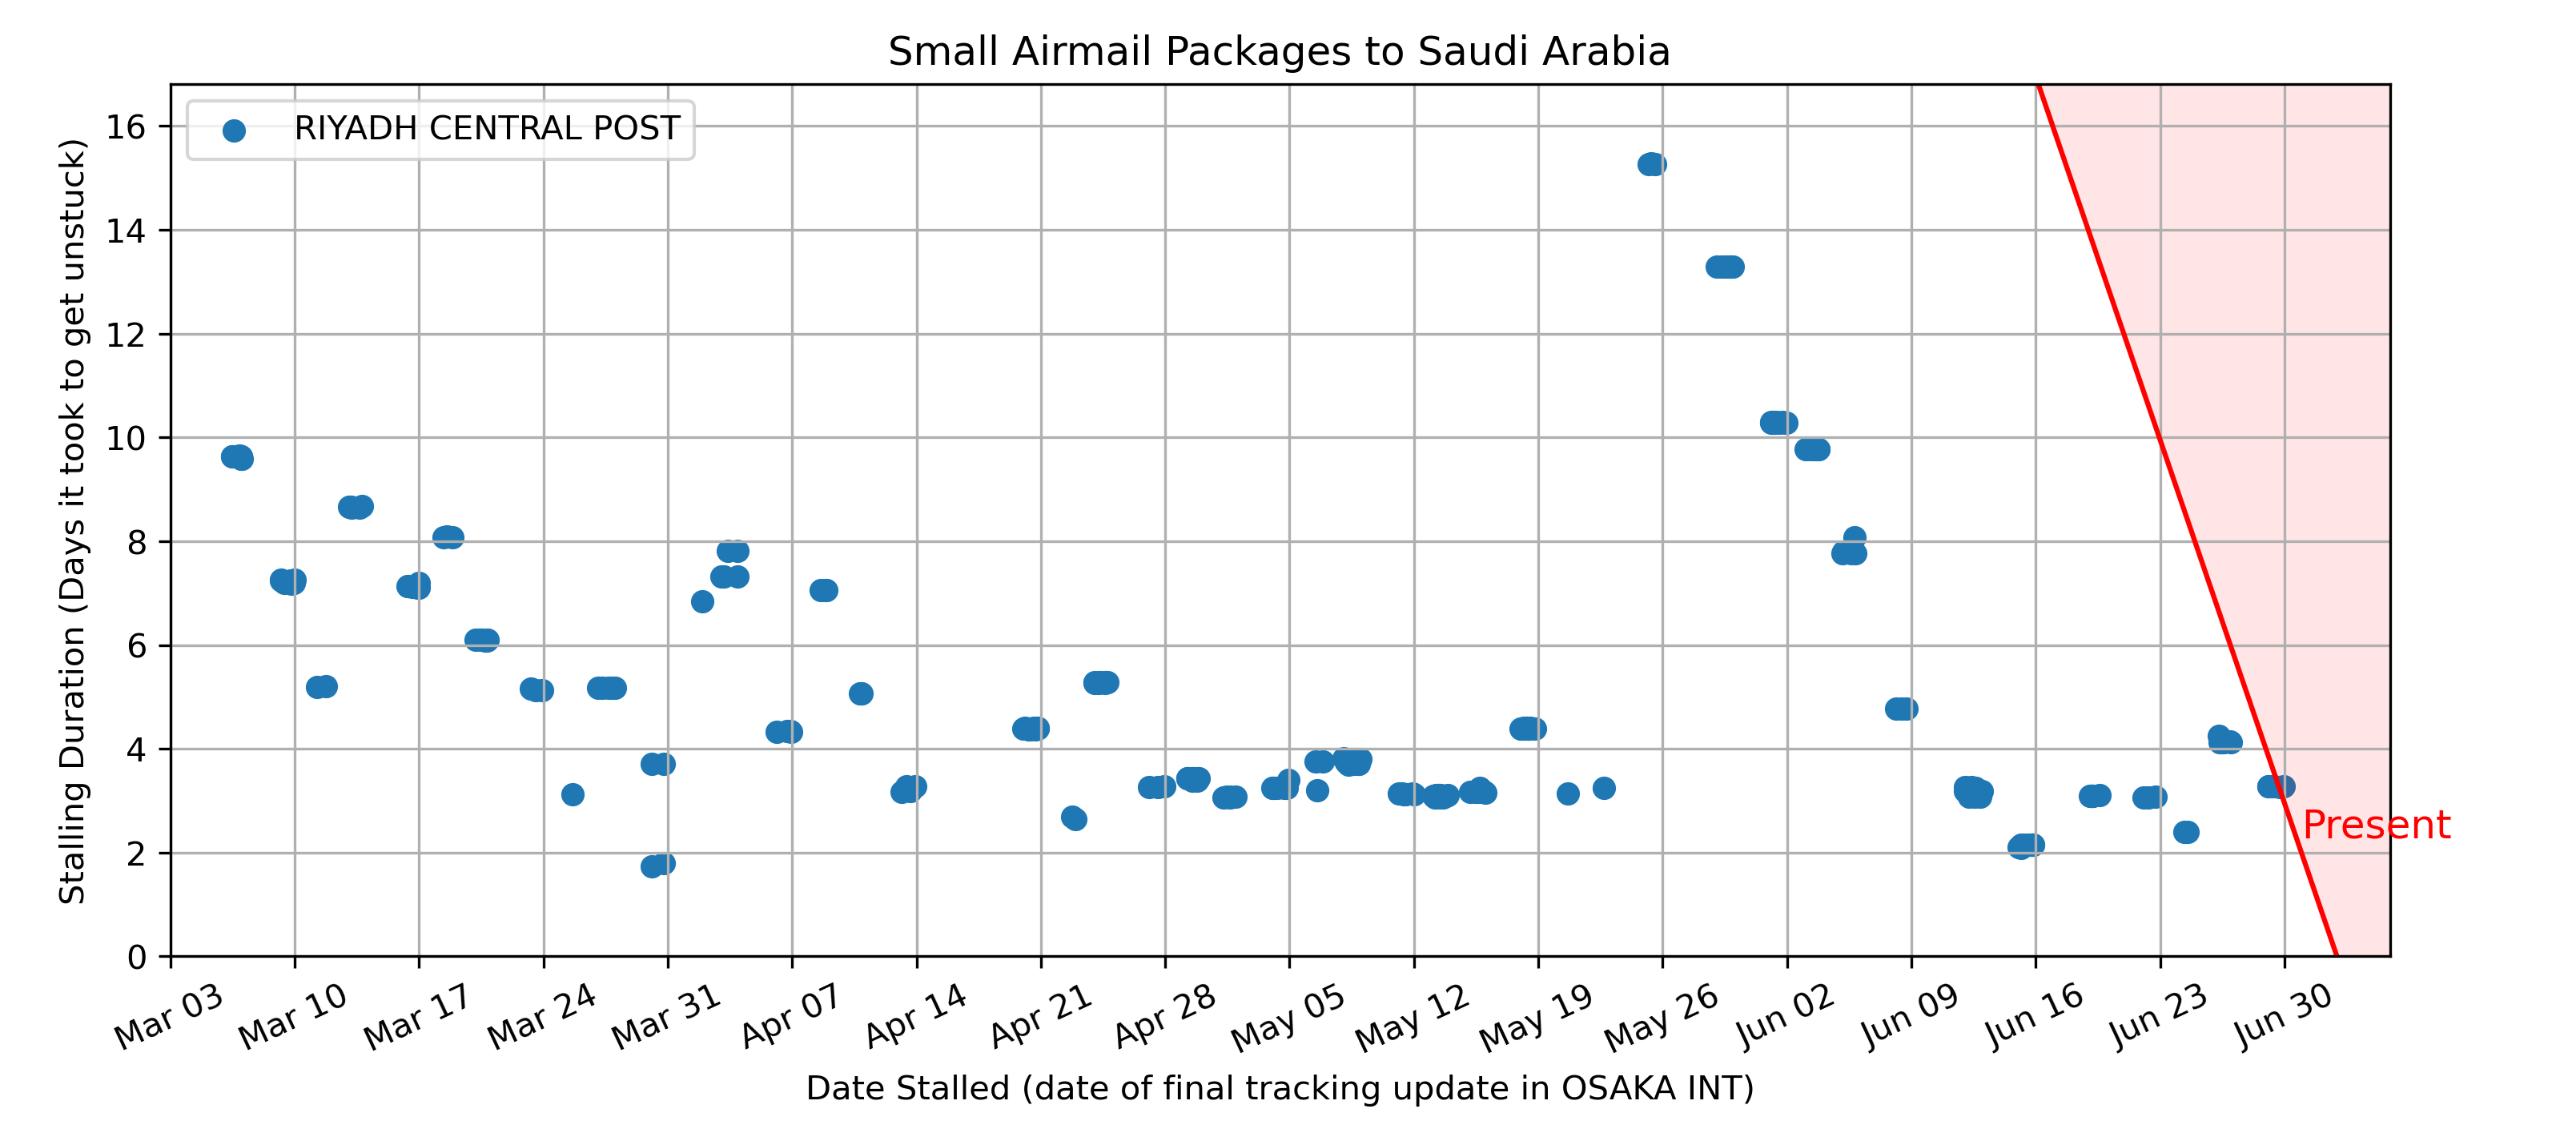 Small Airmail Packages to Saudi Arabia
RIYADH CENTRAL POST
Stalling Duration (Days it took to get unstuck)
16
14
12
10
8
6
4
2
0
Present
Mar 03
Mar 10
Mar 17
Mar 24
Mar 31
Apr 07
Apr 14
Apr 21
Apr 28
May 05
May 12
May 19
May 26
Jun 02
Jun 09
Jun 16
Jun 23
Jun 30
Date Stalled (date of final tracking update in OSAKA INT)